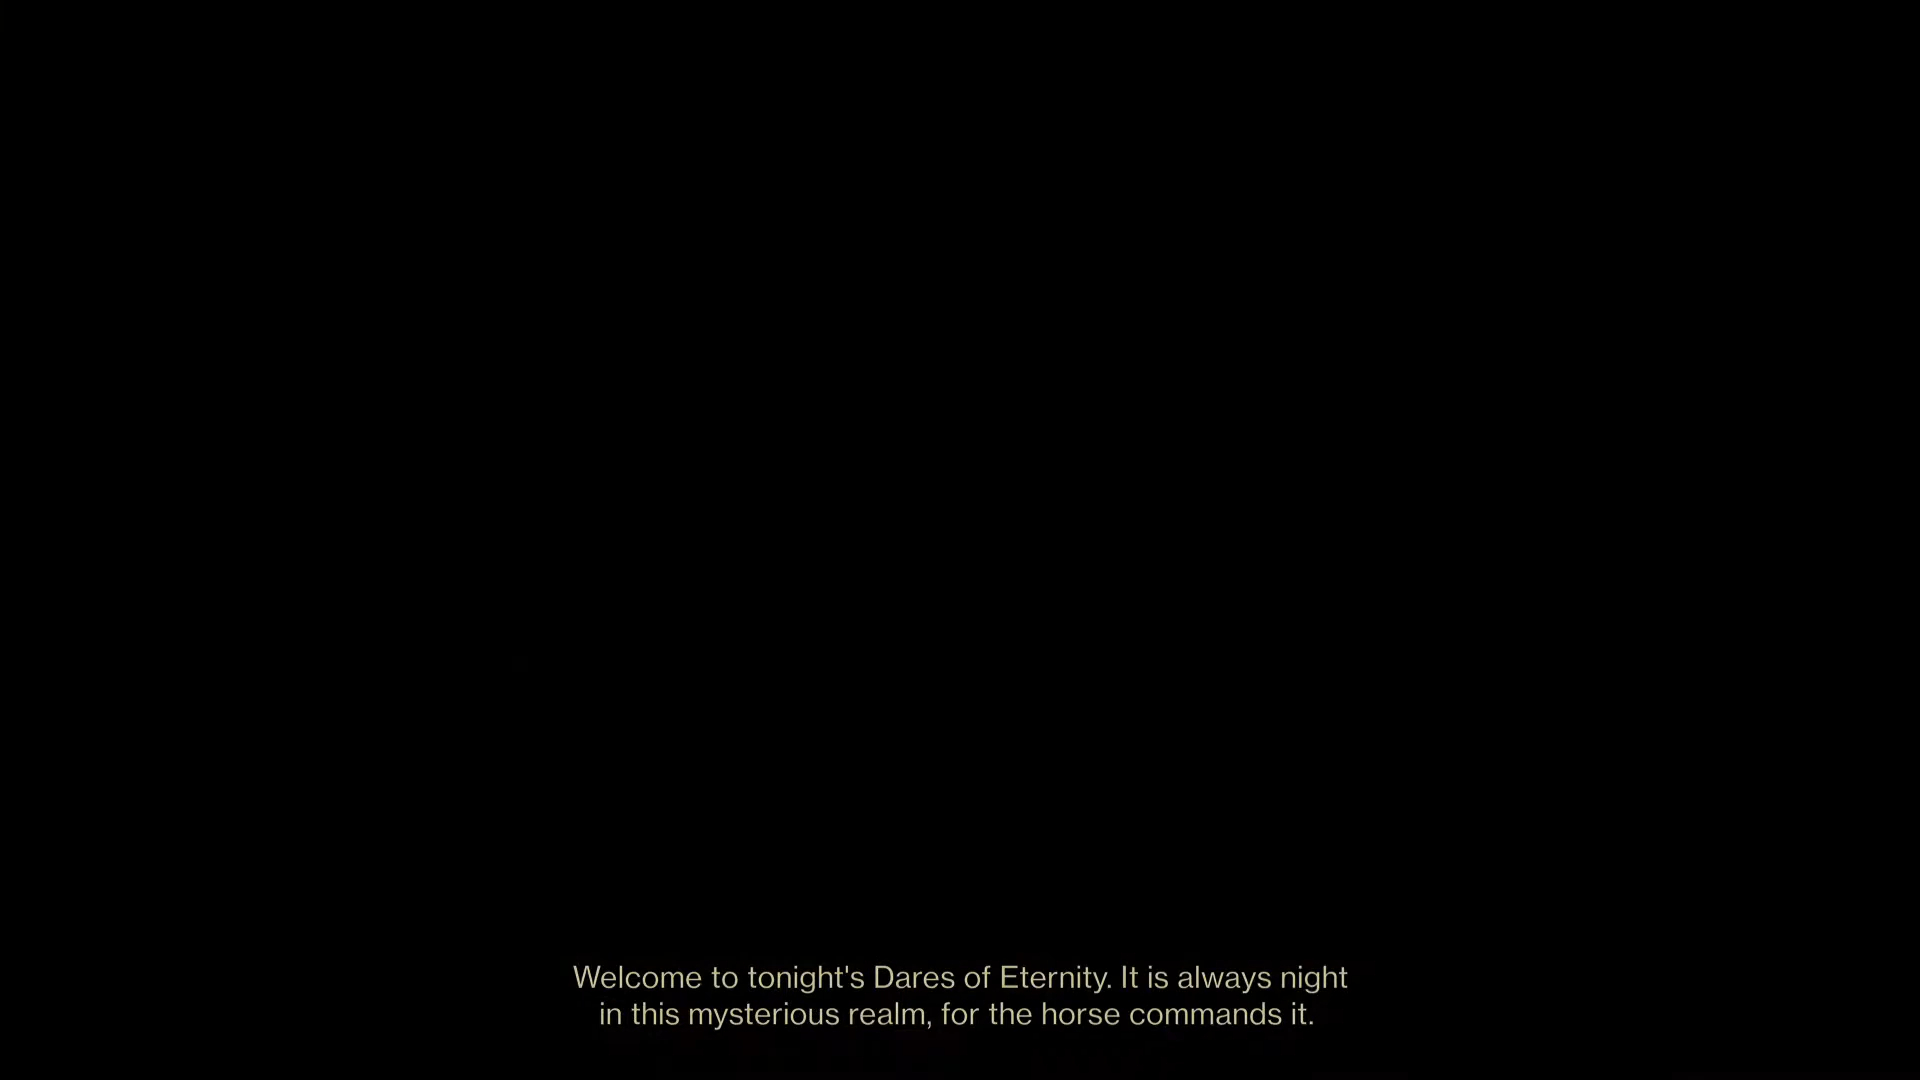 Welcome to tonight's Dares of Eternity. It is always night
in this mysterious realm, for the horse commands it.